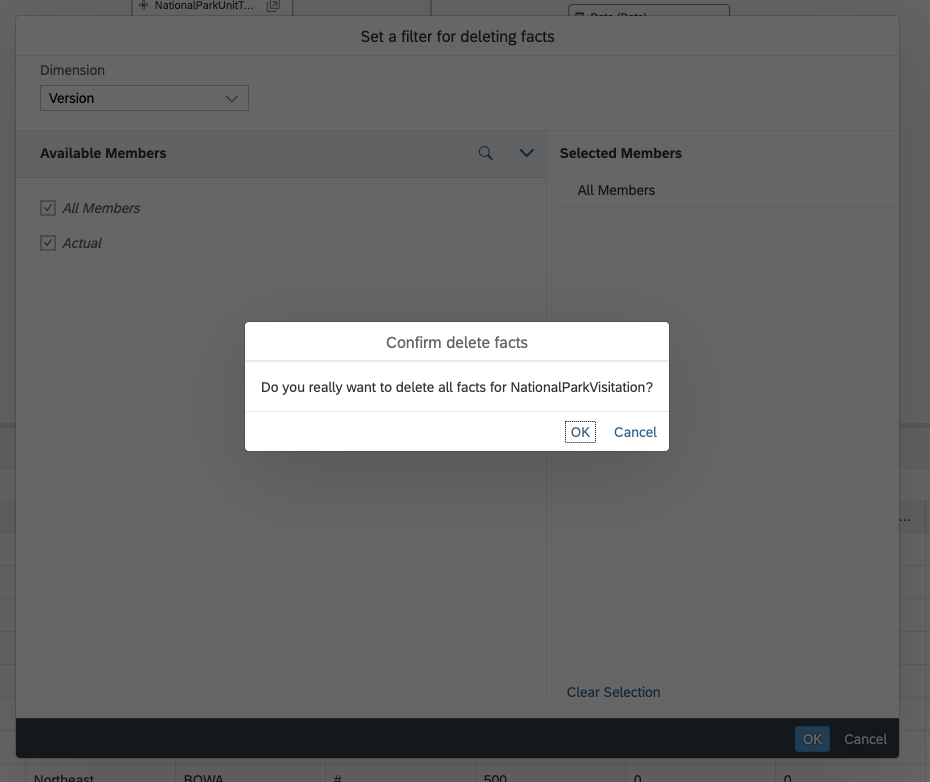 NationalParkUnitT...
Date (Date)
Set a filter for deleting facts
Dimension
Version
Available Members
Selected Members
All Members
All Members
Actual
Confirm delete facts
Do you really want to delete all facts for NationalParkVisitation?
OK Cancel
...
Clear Selection
OK Cancel
Northeast BOWA # 500 0 0